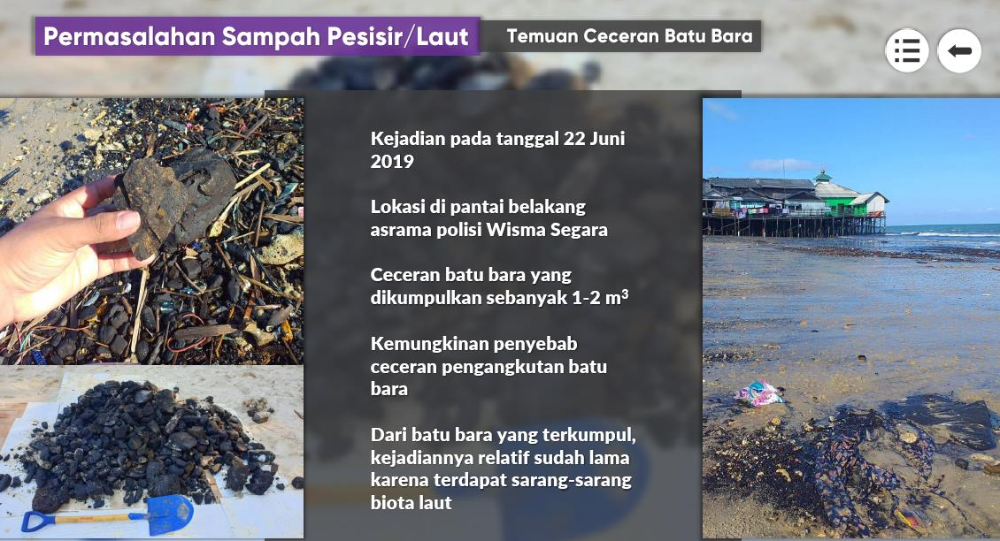 Permasalahan Sampah Pesisir/Laut
Temuan Ceceran Batu Bara
Kejadian pada tanggal 22 Juni
2019
Lokasi di pantai belakang
asrama polisi Wisma Segara
Ceceran batu bara yang
dikumpulkan sebanyak 1-2 m³
Kemungkinan penyebab
ceceran pengangkutan batu
bara
Dari batu bara yang terkumpul,
kejadiannya relatif sudah lama
karena terdapat sarang-sarang
biota laut